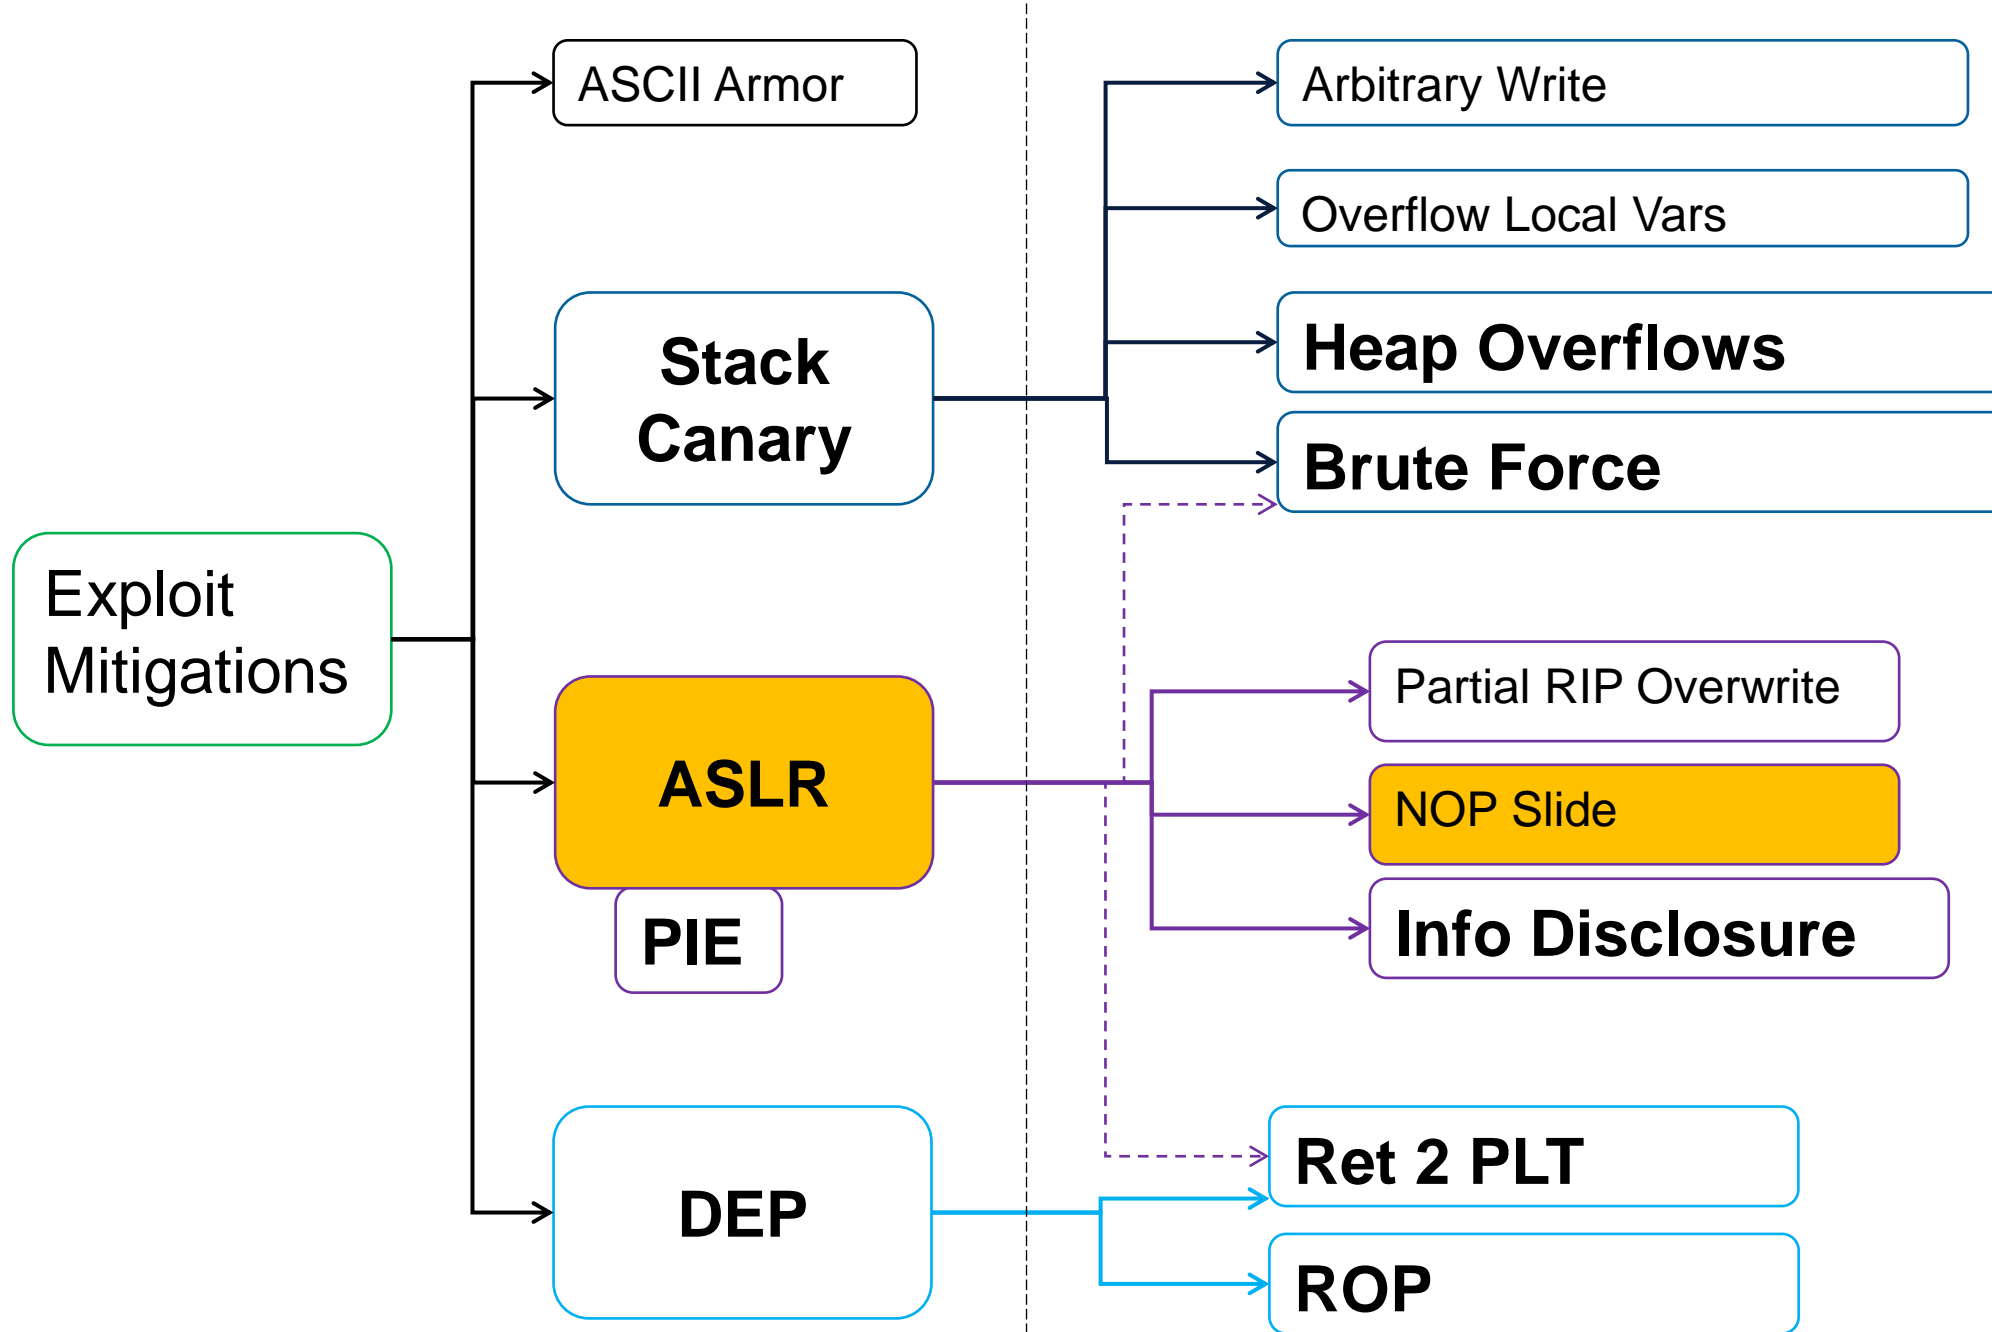 ASCII Armor
Arbitrary Write
Overflow Local Vars
Stack
Canary
Heap Overflows
Brute Force
Exploit
Mitigations
Partial RIP Overwrite
ASLR
NOP Slide
PIE
Info Disclosure
Ret 2 PLT
DEP
ROP